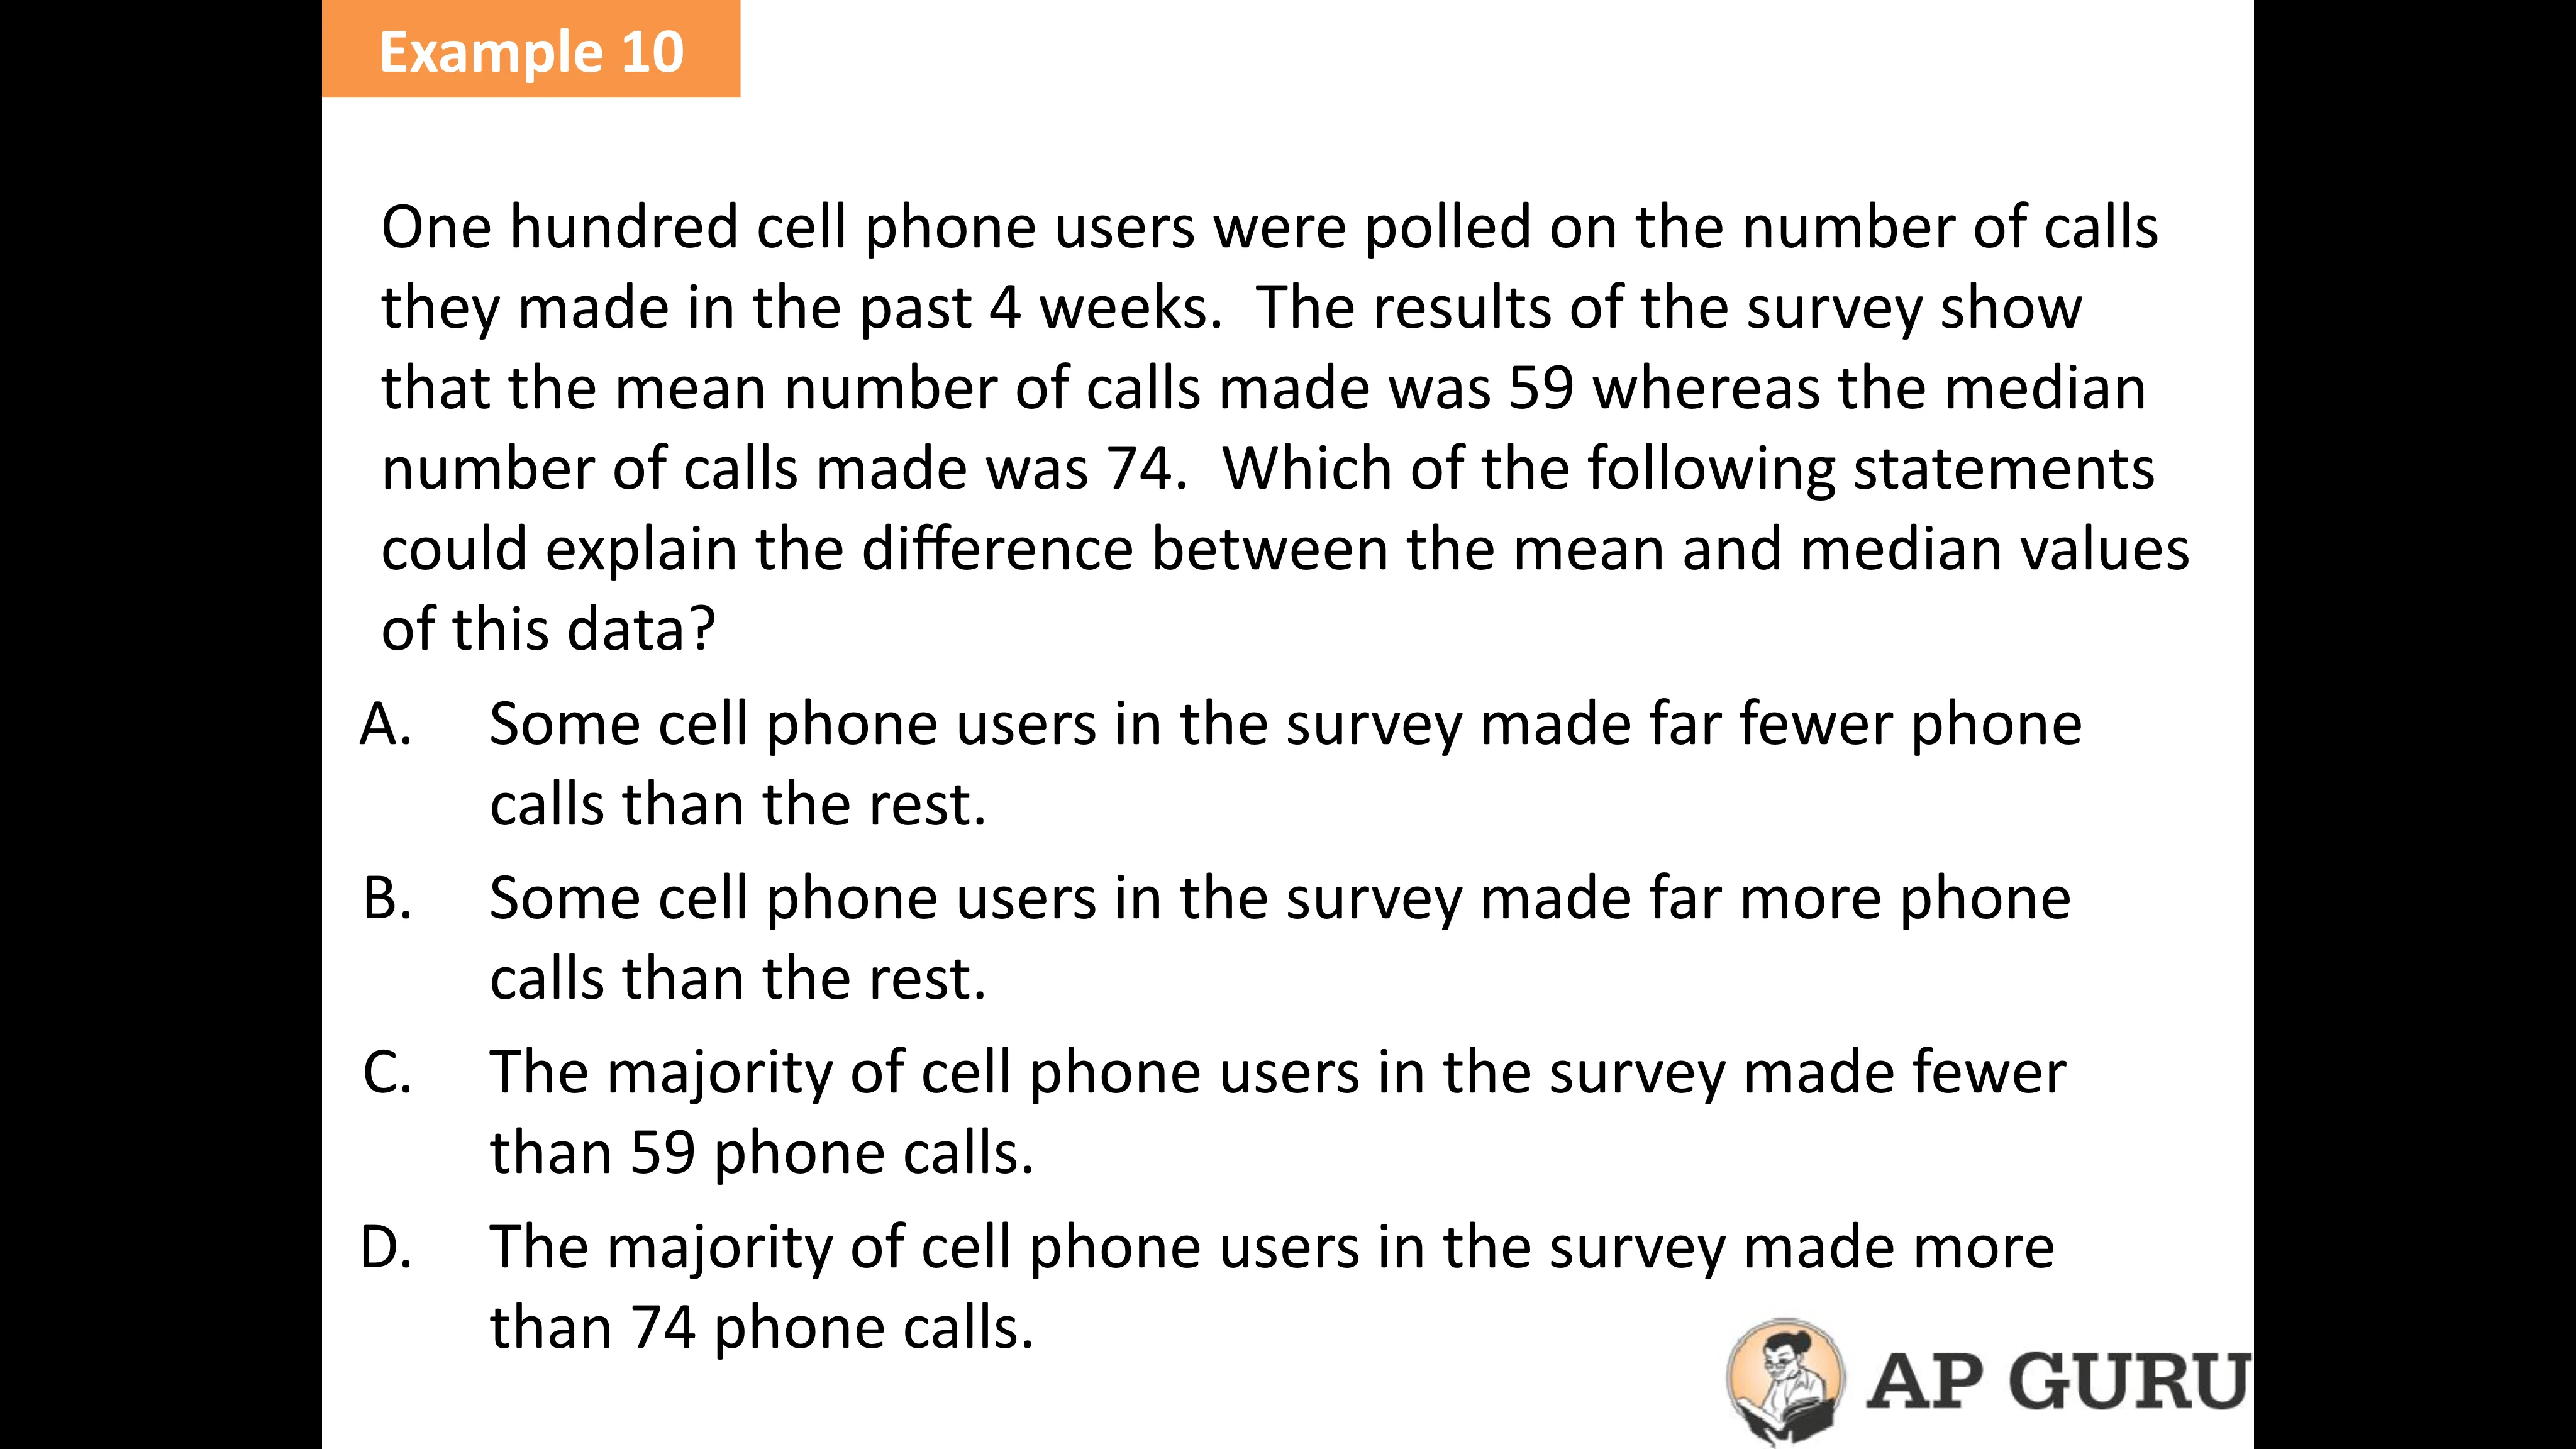 Example 10
One hundred cell phone users were polled on the number of calls
they made in the past 4 weeks.  The results of the survey show
that the mean number of calls made was 59 whereas the median
number of calls made was 74.  Which of the following statements
could explain the difference between the mean and median values
of this data?
A. Some cell phone users in the survey made far fewer phone
calls than the rest.
B. Some cell phone users in the survey made far more phone
calls than the rest.
C. The majority of cell phone users in the survey made fewer
than 59 phone calls.
D. The majority of cell phone users in the survey made more
than 74 phone calls.
AP GURU